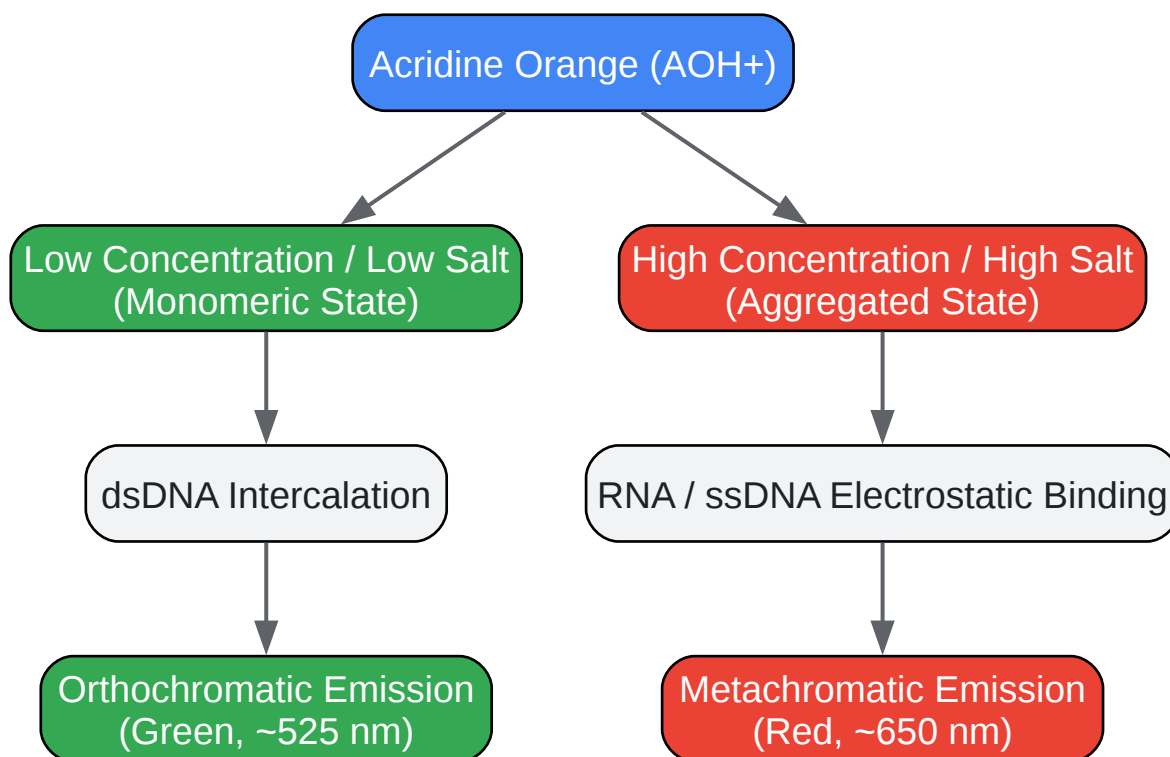 Acridine Orange (AOH+)
Low Concentration / Low Salt
(Monomeric State)
High Concentration / High Salt
(Aggregated State)
dsDNA Intercalation
RNA / ssDNA Electrostatic Binding
Orthochromatic Emission
(Green, ~525 nm)
Metachromatic Emission
(Red, ~650 nm)